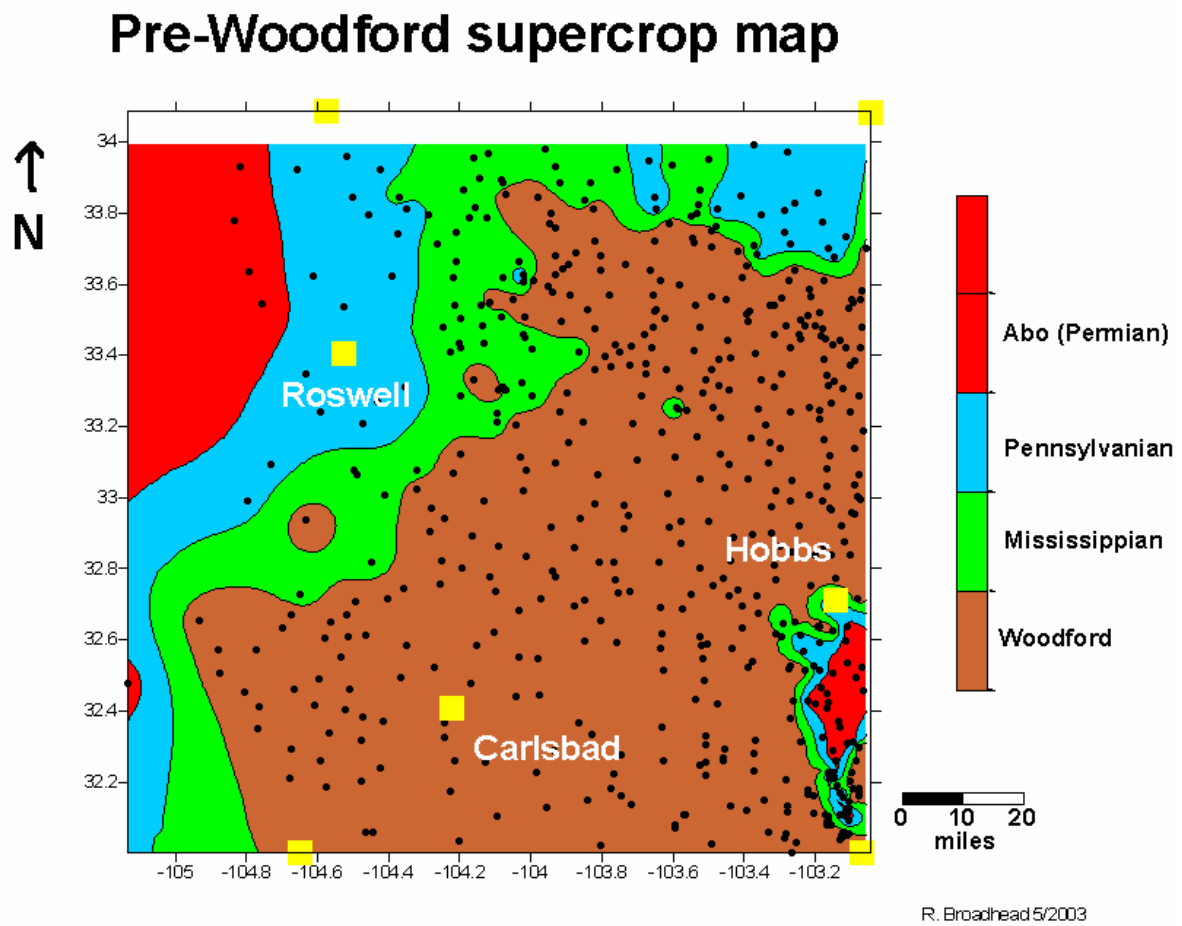 Pre-Woodford supercrop map
N
34
33.8
33.6
33.4
33.2
33
32.8
32.6
32.4
32.2
-105
-104.8
-104.6
-104.4
-104.2
-104
-103.8
-103.6
-103.4
-103.2
Roswell
Hobbs
Carlsbad
Abo (Permian)
Pennsylvanian
Mississippian
Woodford
0 10 20
miles
R. Broadhead 5/2003